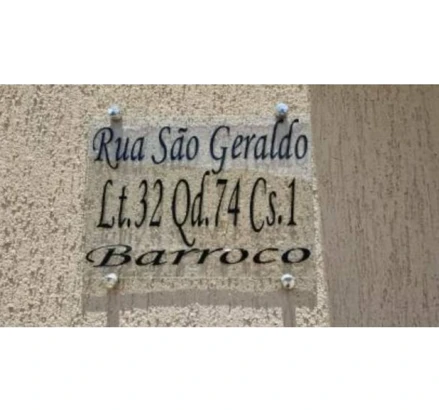 Rua São Geraldo
Lt.32 Qd.74 Cs.1
Barroco